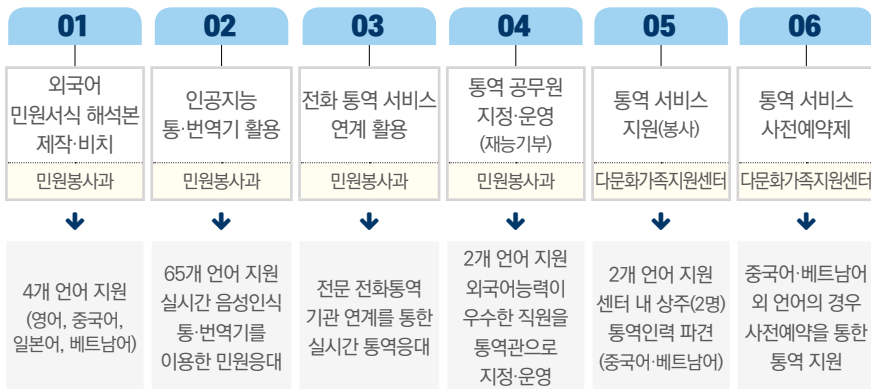 01
외국어
민원서식 해석본
제작·비치
민원봉사과
4개 언어 지원
(영어, 중국어,
일본어, 베트남어)
02
인공지능
통·번역기 활용
민원봉사과
65개 언어 지원
실시간 음성인식
통·번역기를
이용한 민원응대
03
전화 통역 서비스
연계 활용
민원봉사과
전문 전화통역
기관 연계를 통한
실시간 통역응대
04
통역 공무원
지정·운영
(재능기부)
민원봉사과
2개 언어 지원
외국어능력이
우수한 직원을
통역관으로
지정·운영
05
통역 서비스
지원(봉사)
다문화가족지원센터
2개 언어 지원
센터 내 상주(2명)
통역인력 파견
(중국어·베트남어)
06
통역 서비스
사전예약제
다문화가족지원센터
중국어·베트남어
외 언어의 경우
사전예약을 통한
통역 지원